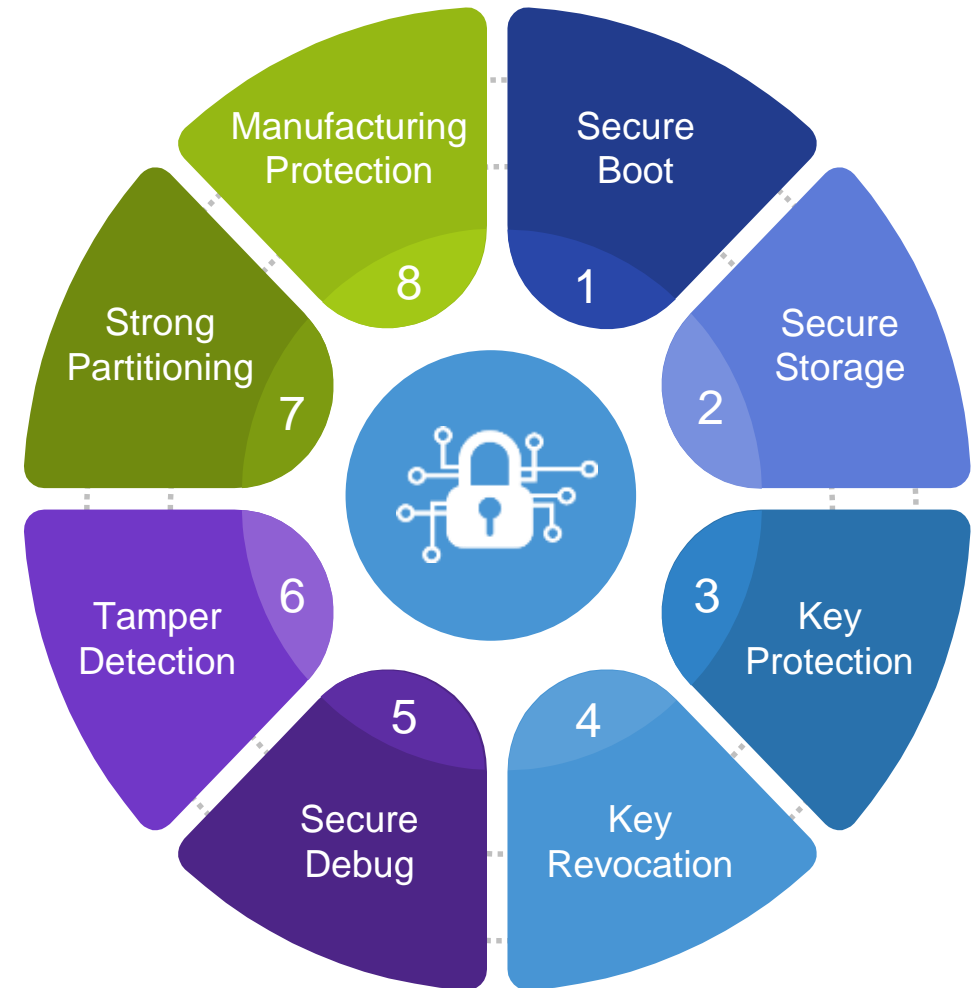 Secure
Boot
1
Secure
Storage
2
Key
Protection
3
Key
Revocation
4
Secure
Debug
5
Tamper
Detection
6
Strong
Partitioning
7
Manufacturing
Protection
8